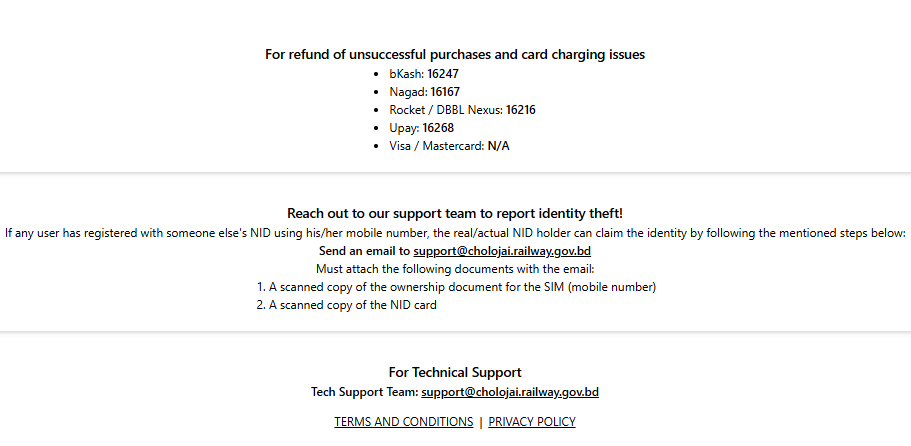 For refund of unsuccessful purchases and card charging issues
• bKash: 16247
• Nagad: 16167
• Rocket / DBBL Nexus: 16216
• Upay: 16268
• Visa / Mastercard: N/A
Reach out to our support team to report identity theft!
If any user has registered with someone else's NID using his/her mobile number, the real/actual NID holder can claim the identity by following the mentioned steps below:
Send an email to support@cholojai.railway.gov.bd
Must attach the following documents with the email:
1. A scanned copy of the ownership document for the SIM (mobile number)
2. A scanned copy of the NID card
For Technical Support
Tech Support Team: support@cholojai.railway.gov.bd
TERMS AND CONDITIONS | PRIVACY POLICY